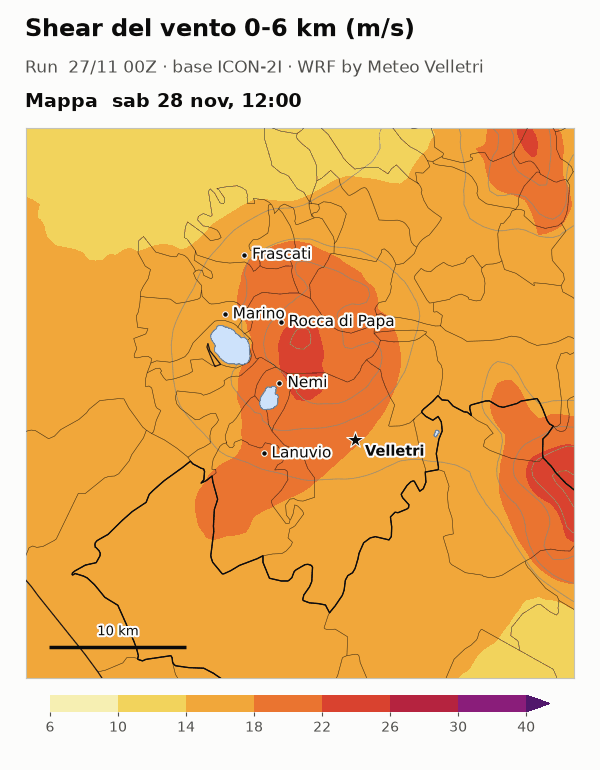 Shear del vento 0-6 km (m/s)
Run  27/11 00Z · base ICON-2I · WRF by Meteo Velletri
Mappa  sab 28 nov, 12:00
Frascati
Marino
Rocca di Papa
Nemi
Velletri
Lanuvio
10 km
6 10 14 18 22 26 30 40